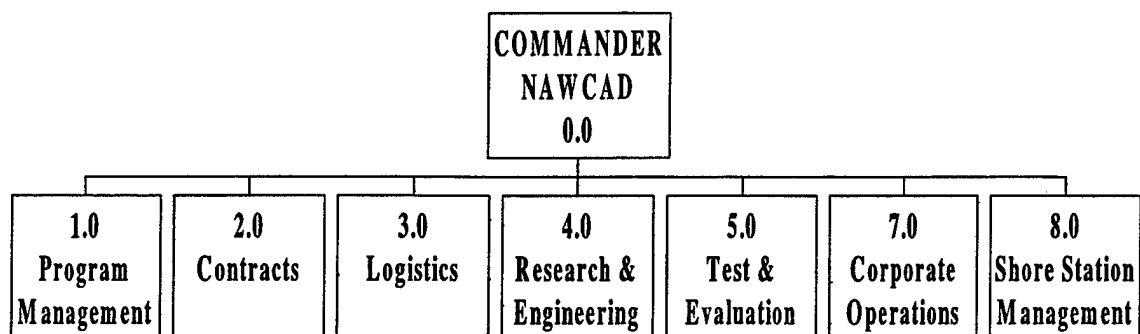 COMMANDER
NAWCAD
0.0
1.0
Program
Management
2.0
Contracts
3.0
Logistics
4.0
Research &
Engineering
5.0
Test &
Evaluation
7.0
Corporate
Operations
8.0
Shore Station
Management